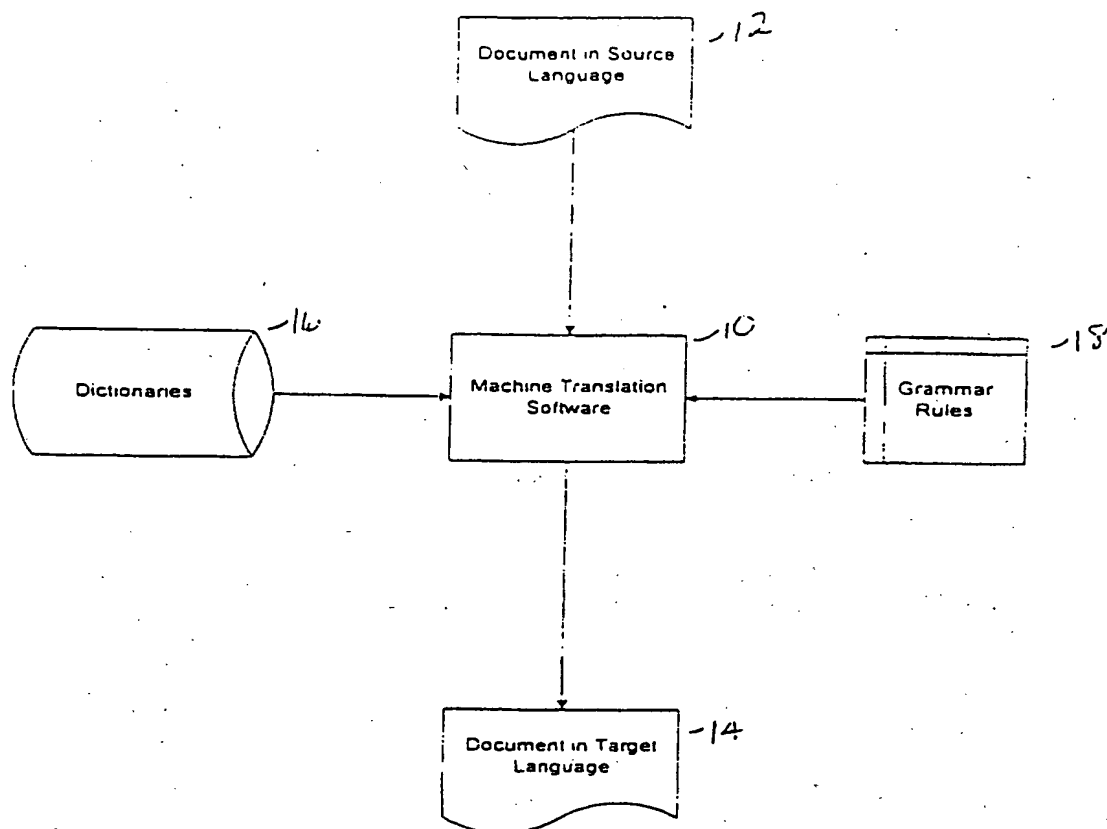 Document in Source
Language
12
Dictionaries
16
Machine Translation
Software
10
Grammar
Rules
18
Document in Target
Language
14